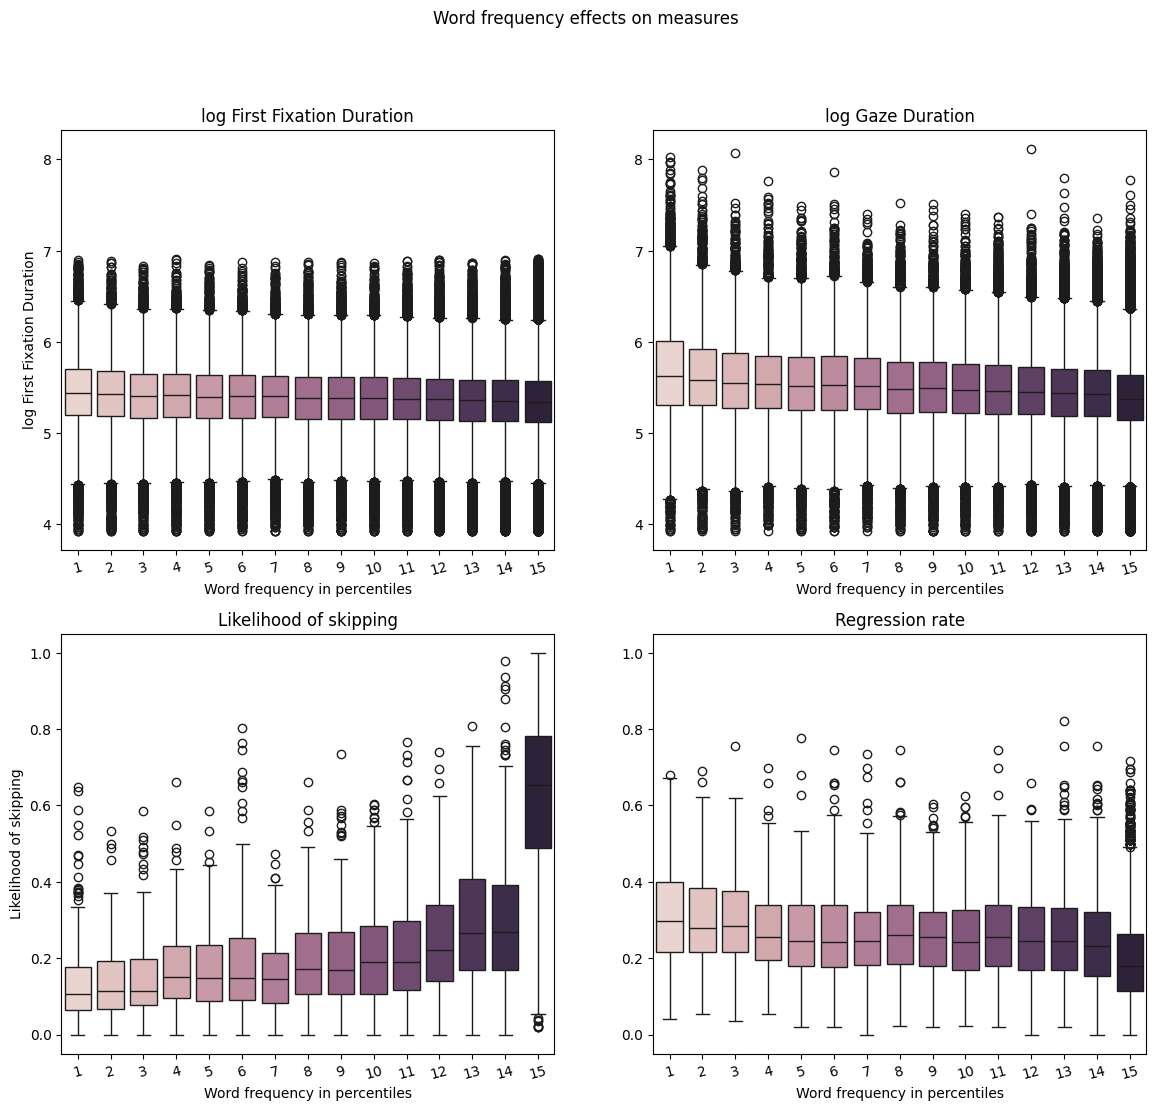 Word frequency effects on measures
log First Fixation Duration
log First Fixation Duration
8
7
6
5
4
1 2 3 4 5 6 7 8 9 10 11 12 13 14 15
Word frequency in percentiles
log Gaze Duration
8
7
6
5
4
1 2 3 4 5 6 7 8 9 10 11 12 13 14 15
Word frequency in percentiles
Likelihood of skipping
Likelihood of skipping
1.0
0.8
0.6
0.4
0.2
0.0
1 2 3 4 5 6 7 8 9 10 11 12 13 14 15
Word frequency in percentiles
Regression rate
1.0
0.8
0.6
0.4
0.2
0.0
1 2 3 4 5 6 7 8 9 10 11 12 13 14 15
Word frequency in percentiles